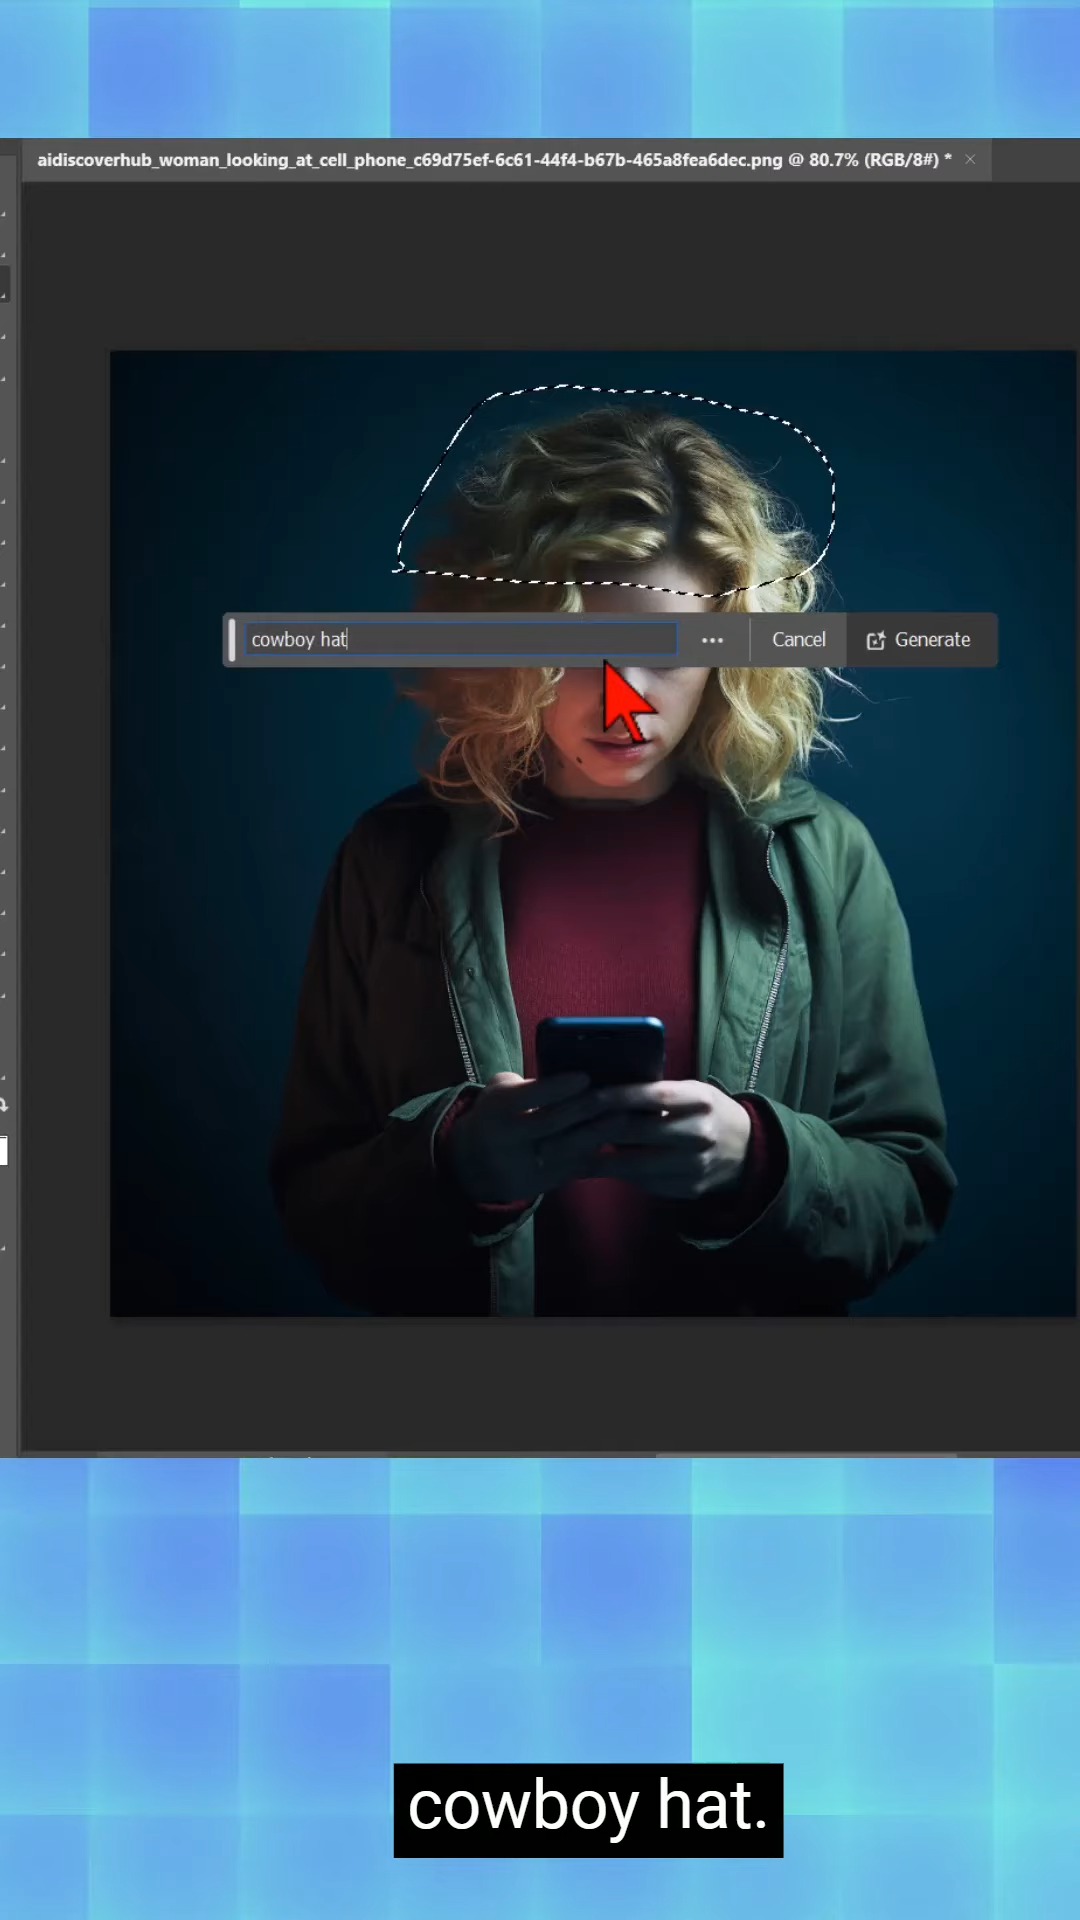 aidiscoverhub_woman_looking_at_cell_phone_c69d75ef-6c61-44f4-b67b-465a8fea6dec.png @ 80.7% (RGB/8#) * ×
cowboy hat ••• Cancel Generate
cowboy hat.